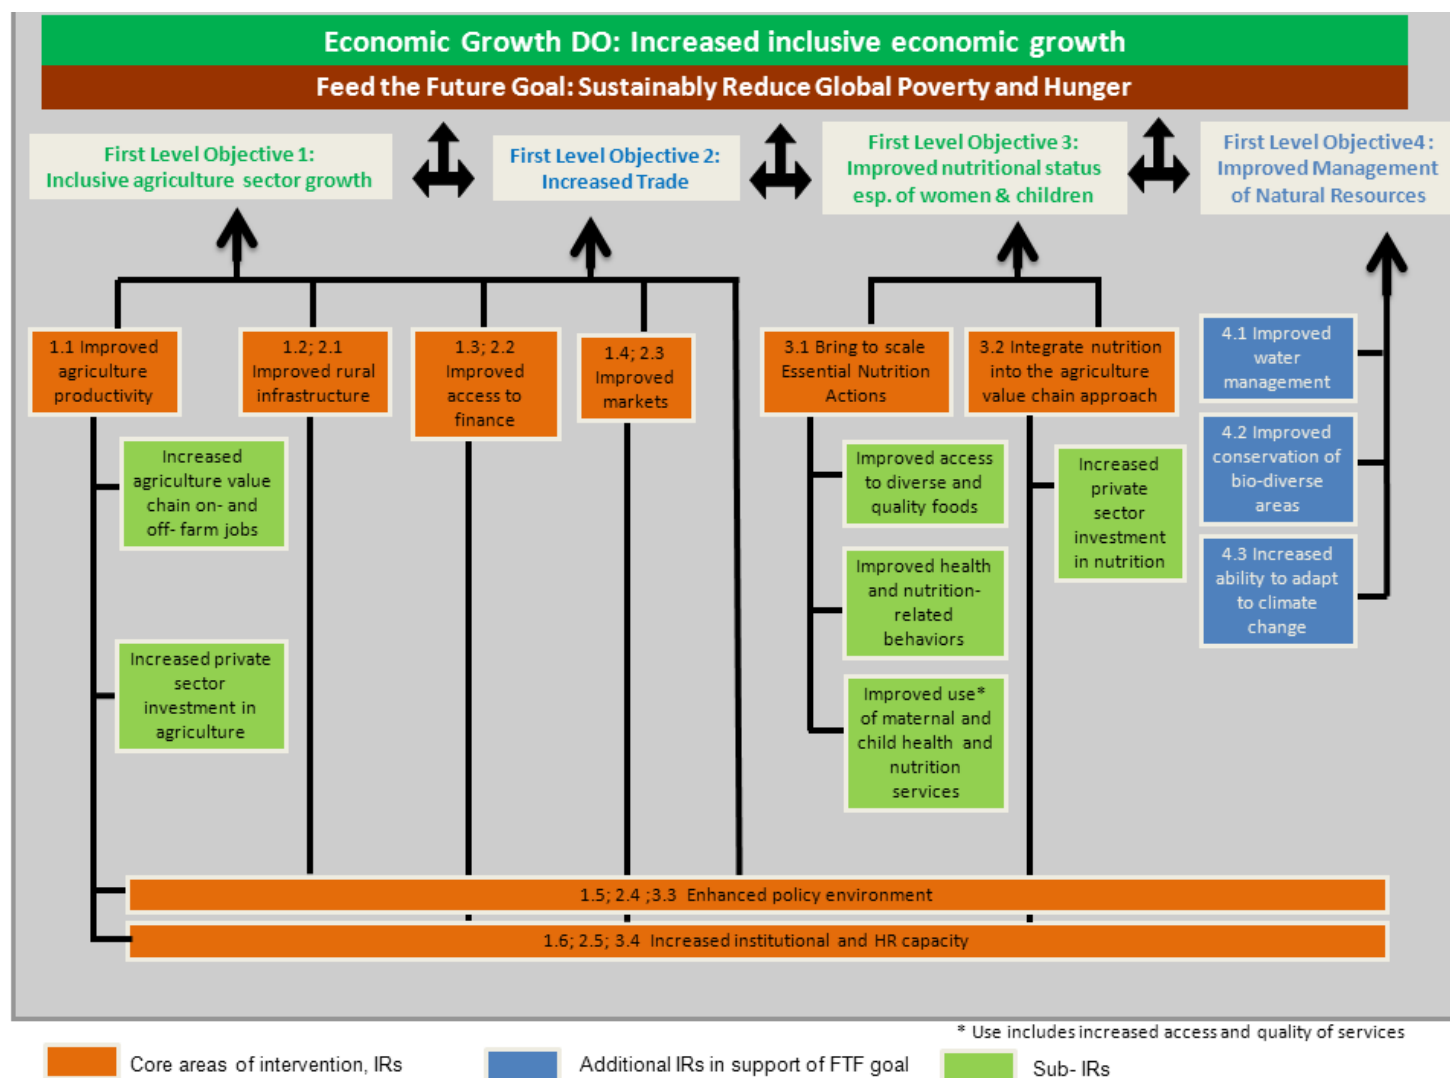 Economic Growth DO: Increased inclusive economic growth
Feed the Future Goal: Sustainably Reduce Global Poverty and Hunger
First Level Objective 1:
Inclusive agriculture sector growth
First Level Objective 2:
Increased Trade
First Level Objective 3:
Improved nutritional status
esp. of women & children
First Level Objective4 :
Improved Management
of Natural Resources
1.1 Improved
agriculture
productivity
1.2; 2.1
Improved rural
infrastructure
1.3; 2.2
Improved
access to
finance
1.4; 2.3
Improved
markets
3.1 Bring to scale
Essential Nutrition
Actions
3.2 Integrate nutrition
into the agriculture
value chain approach
4.1 Improved
water
management
Increased
agriculture value
chain on- and
off- farm jobs
Improved access
to diverse and
quality foods
Increased
private
sector
investment
in nutrition
4.2 Improved
conservation of
bio-diverse
areas
Improved health
and nutrition-
related
behaviors
4.3 Increased
ability to adapt
to climate
change
Increased private
sector
investment in
agriculture
Improved use*
of maternal and
child health and
nutrition
services
1.5; 2.4 ;3.3 Enhanced policy environment
1.6; 2.5; 3.4 Increased institutional and HR capacity
* Use includes increased access and quality of services
Core areas of intervention, IRs
Additional IRs in support of FTF goal
Sub- IRs